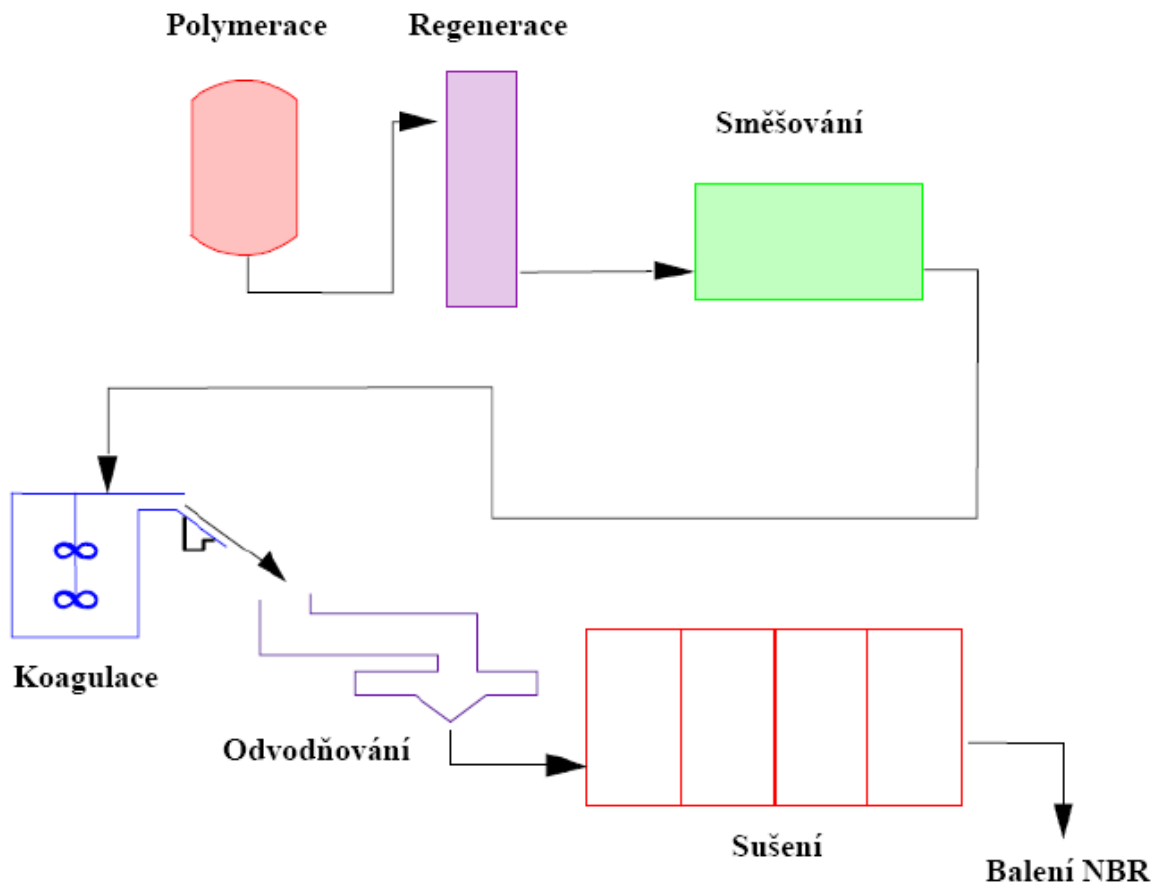 Polymerace
Regenerace
Směšování
Koagulace
Odvodňování
Sušení
Balení NBR